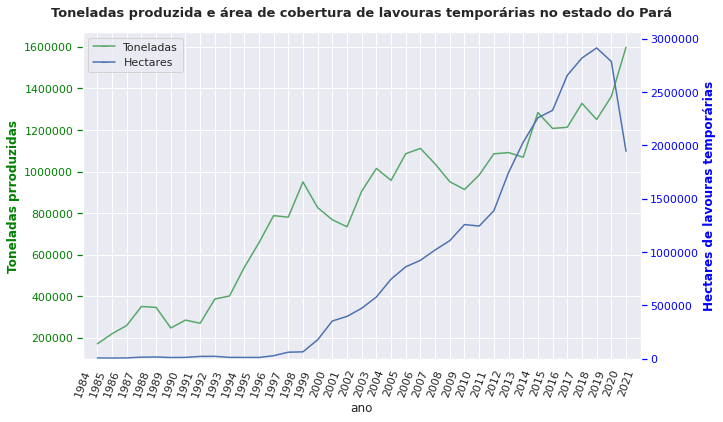 Toneladas produzida e área de cobertura de lavouras temporárias no estado do Pará
Toneladas
Hectares
Toneladas prroduzidas
1600000
1400000
1200000
1000000
800000
600000
400000
200000
3000000
2500000
2000000
1500000
1000000
500000
0
Hectares de lavouras temporárias
1984 1985 1986 1987 1988 1989 1990 1991 1992 1993 1994 1995 1996 1997 1998 1999 2000 2001 2002 2003 2004 2005 2006 2007 2008 2009 2010 2011 2012 2013 2014 2015 2016 2017 2018 2019 2020 2021
ano